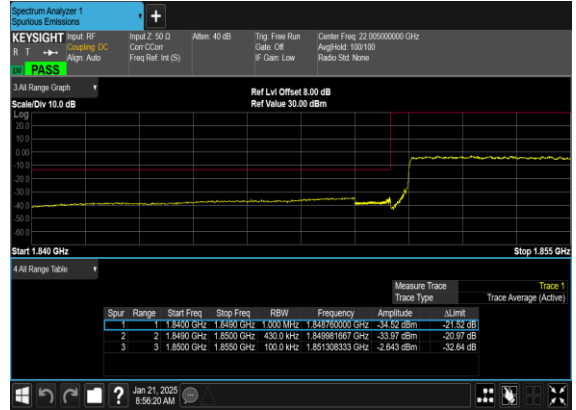 Spectrum Analyzer 1
Spurious Emissions
+
KEYSIGHT Input: RF Input Z: 50 Ω Atten: 40 dB Trig: Free Run Center Freq: 22.005000000 GHz
R T Coupling: DC Corr CCorr Gate: Off Avg|Hold: 100/100
Align: Auto Freq Ref: Int (S) IF Gain: Low Radio Std: None
PASS
3 All Range Graph Ref Lvl Offset 8.00 dB
Scale/Div 10.0 dB Ref Value 30.00 dBm
Log
20.0
10.0
0.00
-10.0
-20.0
-30.0
-40.0
-50.0
-60.0
Start 1.840 GHz Stop 1.855 GHz
4 All Range Table
Measure Trace Trace 1
Trace Type Trace Average (Active)
Spur Range Start Freq Stop Freq RBW Frequency Amplitude ΔLimit
1 1 1.8400 GHz 1.8490 GHz 1.000 MHz 1.848760000 GHz -34.52 dBm -21.52 dB
2 2 1.8490 GHz 1.8500 GHz 430.0 kHz 1.849981667 GHz -33.97 dBm -20.97 dB
3 3 1.8500 GHz 1.8550 GHz 100.0 kHz 1.851308333 GHz -2.643 dBm -32.64 dB
? Jan 21, 2025
8:56:20 AM